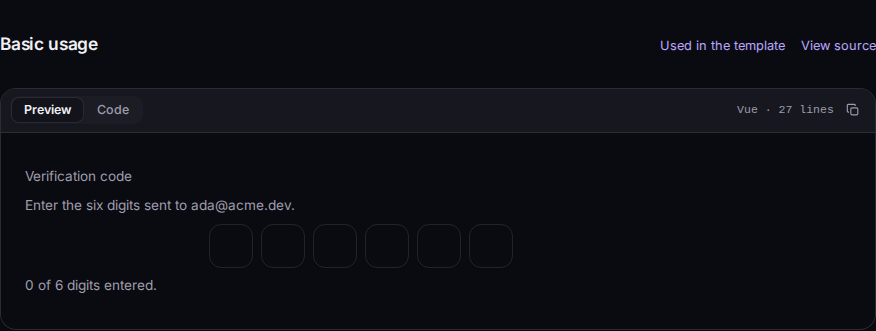 Basic usage
Used in the template View source
Preview Code
Vue · 27 lines
Verification code
Enter the six digits sent to ada@acme.dev.
0 of 6 digits entered.